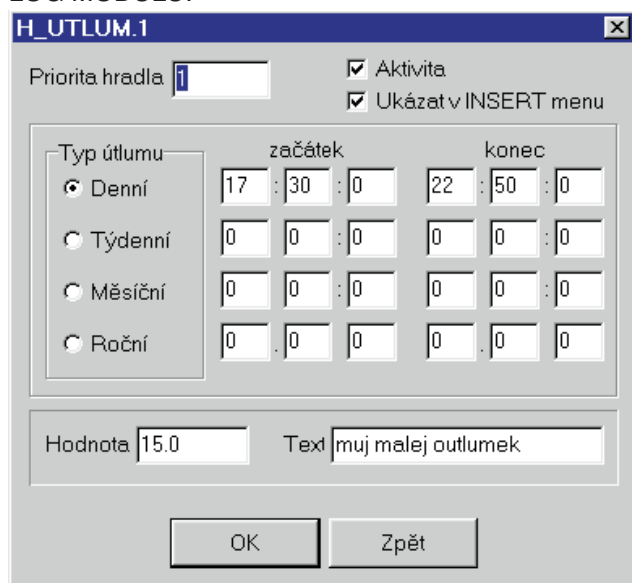 H_UTLUM.1
Priorita hradla 1
Aktivita
Ukázat v INSERT menu
Typ útlumu začátek konec
Denní 17 : 30 : 0 22 : 50 : 0
Týdenní 0 0 : 0 0 0 : 0
Měsíční 0 0 : 0 0 0 : 0
Roční 0 . 0 0 0 . 0 0
Hodnota 15.0 Text muj malej outlumek
OK Zpět